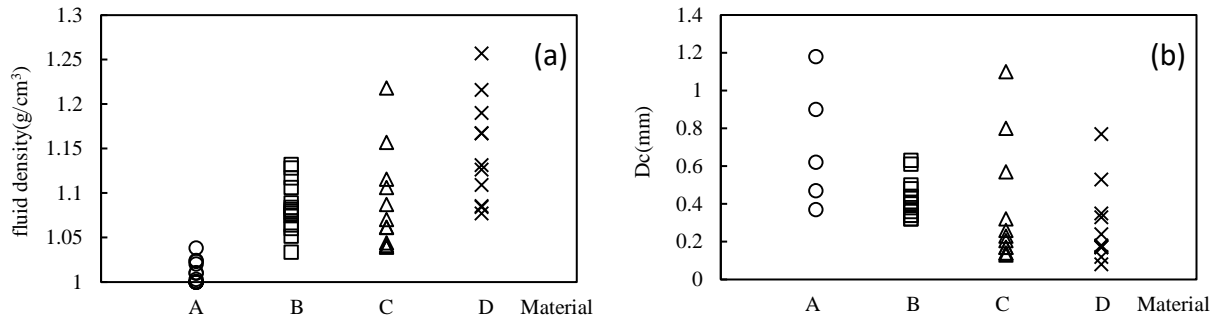 1.3
1.25
1.2
1.15
1.1
1.05
1
fluid density(g/cm³)
(a)
A B C D Material
1.4
1.2
1
0.8
0.6
0.4
0.2
0
Dc(mm)
(b)
A B C D Material